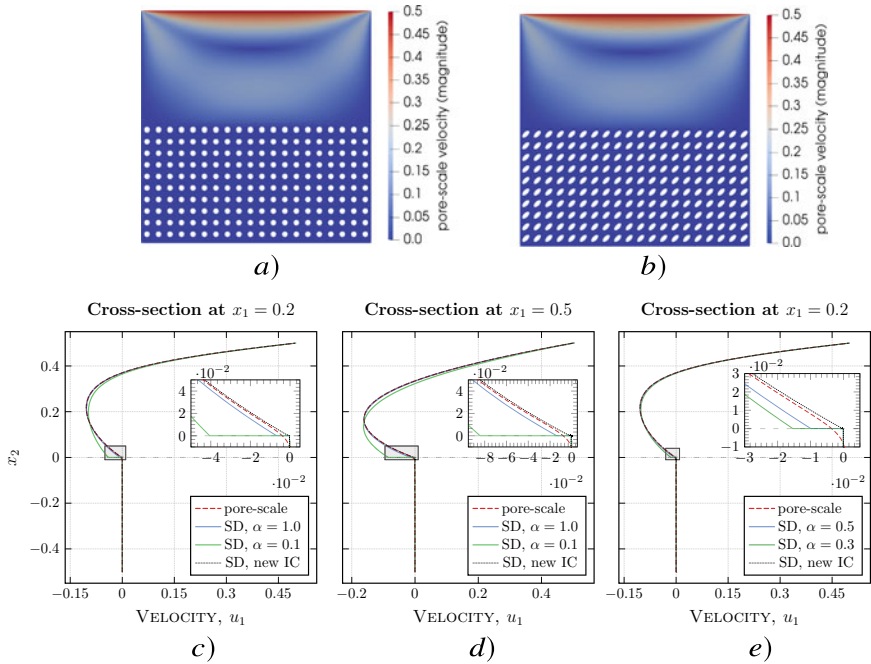 0.5
0.45
0.4
0.35
0.3
0.25
0.2
0.15
0.1
0.05
0.0
pore-scale velocity (magnitude)
a)
0.5
0.45
0.4
0.35
0.3
0.25
0.2
0.15
0.1
0.05
0.0
pore-scale velocity (magnitude)
b)
Cross-section at x₁ = 0.2
x₂
0.4
0.2
0
−0.2
−0.4
·10⁻²
4
2
0
−4 −2 0
·10⁻²
pore-scale
SD, α = 1.0
SD, α = 0.1
SD, new IC
−0.15 0 0.15 0.45
VELOCITY, u₁
c)
Cross-section at x₁ = 0.5
·10⁻²
4
2
0
−8 −6 −4 −2 0
·10⁻²
pore-scale
SD, α = 1.0
SD, α = 0.1
SD, new IC
−0.2 0 0.2 0.4
VELOCITY, u₁
d)
Cross-section at x₁ = 0.2
·10⁻²
3
2
1
0
−1
−3 −2 −1 0
·10⁻²
pore-scale
SD, α = 0.5
SD, α = 0.3
SD, new IC
−0.15 0 0.15 0.45
VELOCITY, u₁
e)